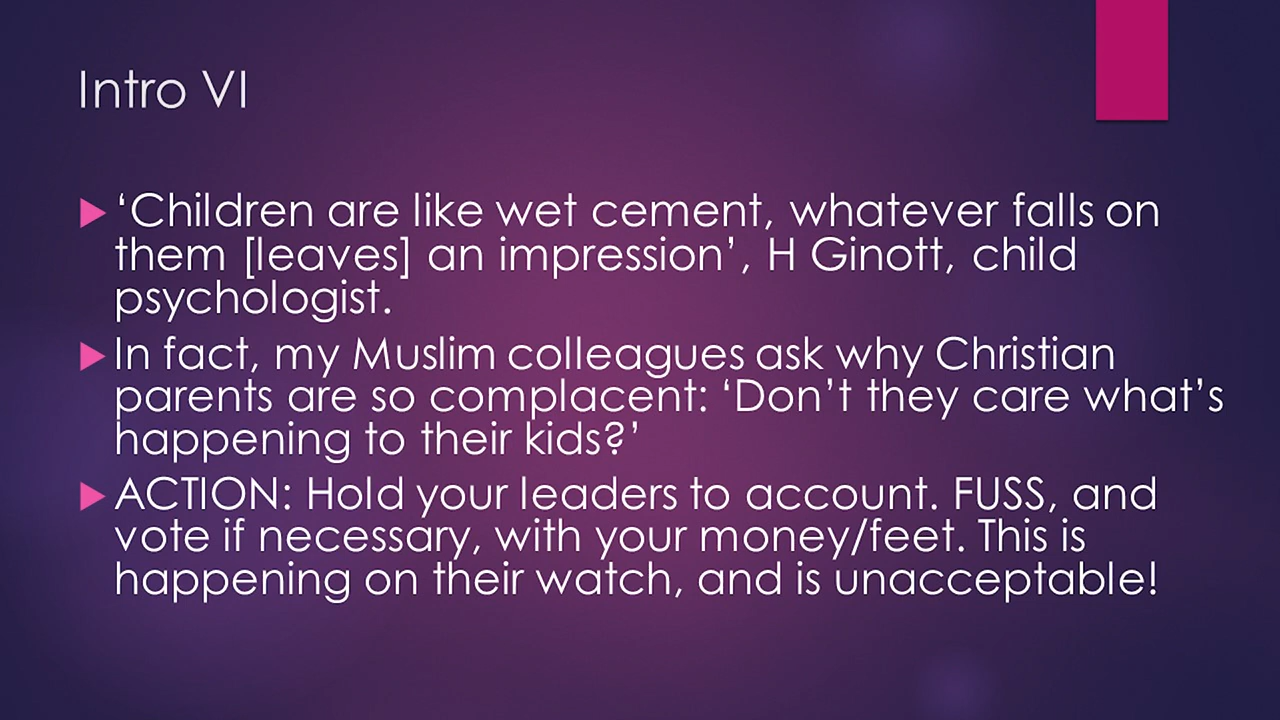 Intro VI
‘Children are like wet cement, whatever falls on
them [leaves] an impression’, H Ginott, child
psychologist.
In fact, my Muslim colleagues ask why Christian
parents are so complacent: ‘Don’t they care what’s
happening to their kids?’
ACTION: Hold your leaders to account. FUSS, and
vote if necessary, with your money/feet. This is
happening on their watch, and is unacceptable!